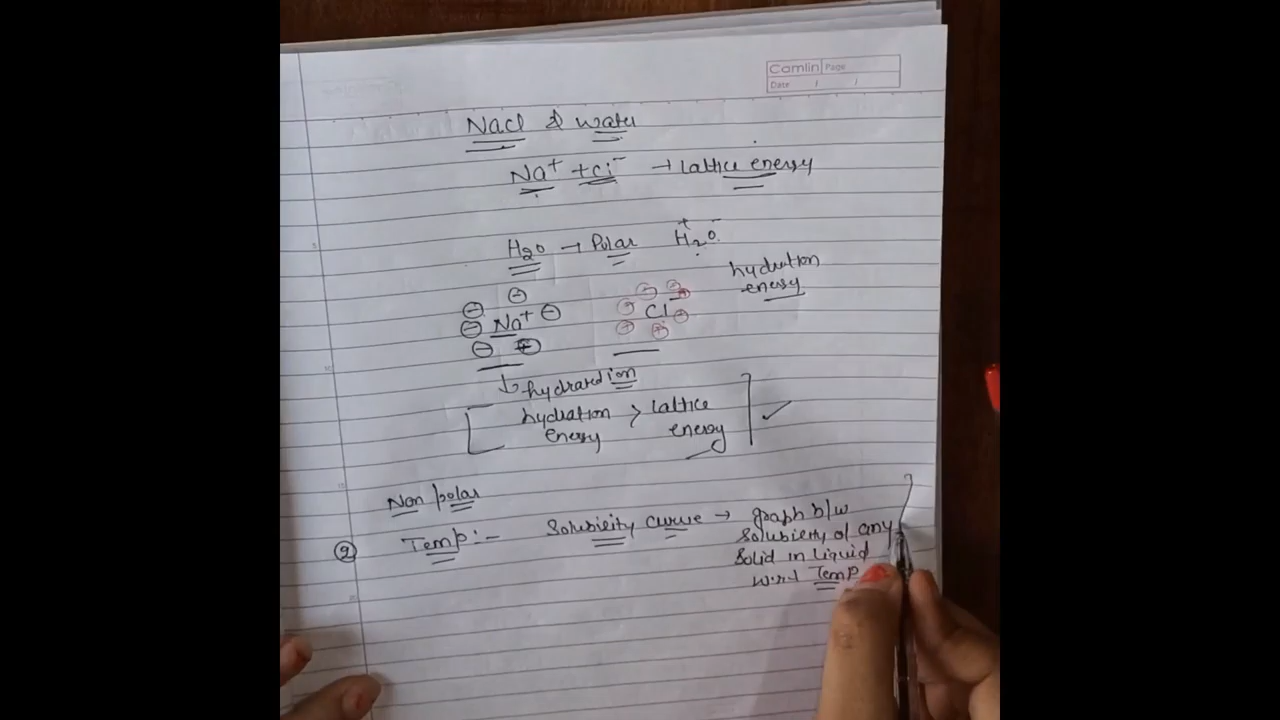 Camlin Page
Date / /
NaCl & water
Na+ + Cl- → Lattice energy
H2O → Polar H2O + -
hydration
energy
- - - - - +
Na+
Cl-
↓ hydrated ion
hydration > lattice
energy energy
✓
Non polar
② Temp :- Solubility curve → graph b/w
Solubility of any
Solid in Liquid
w.r.t Temp